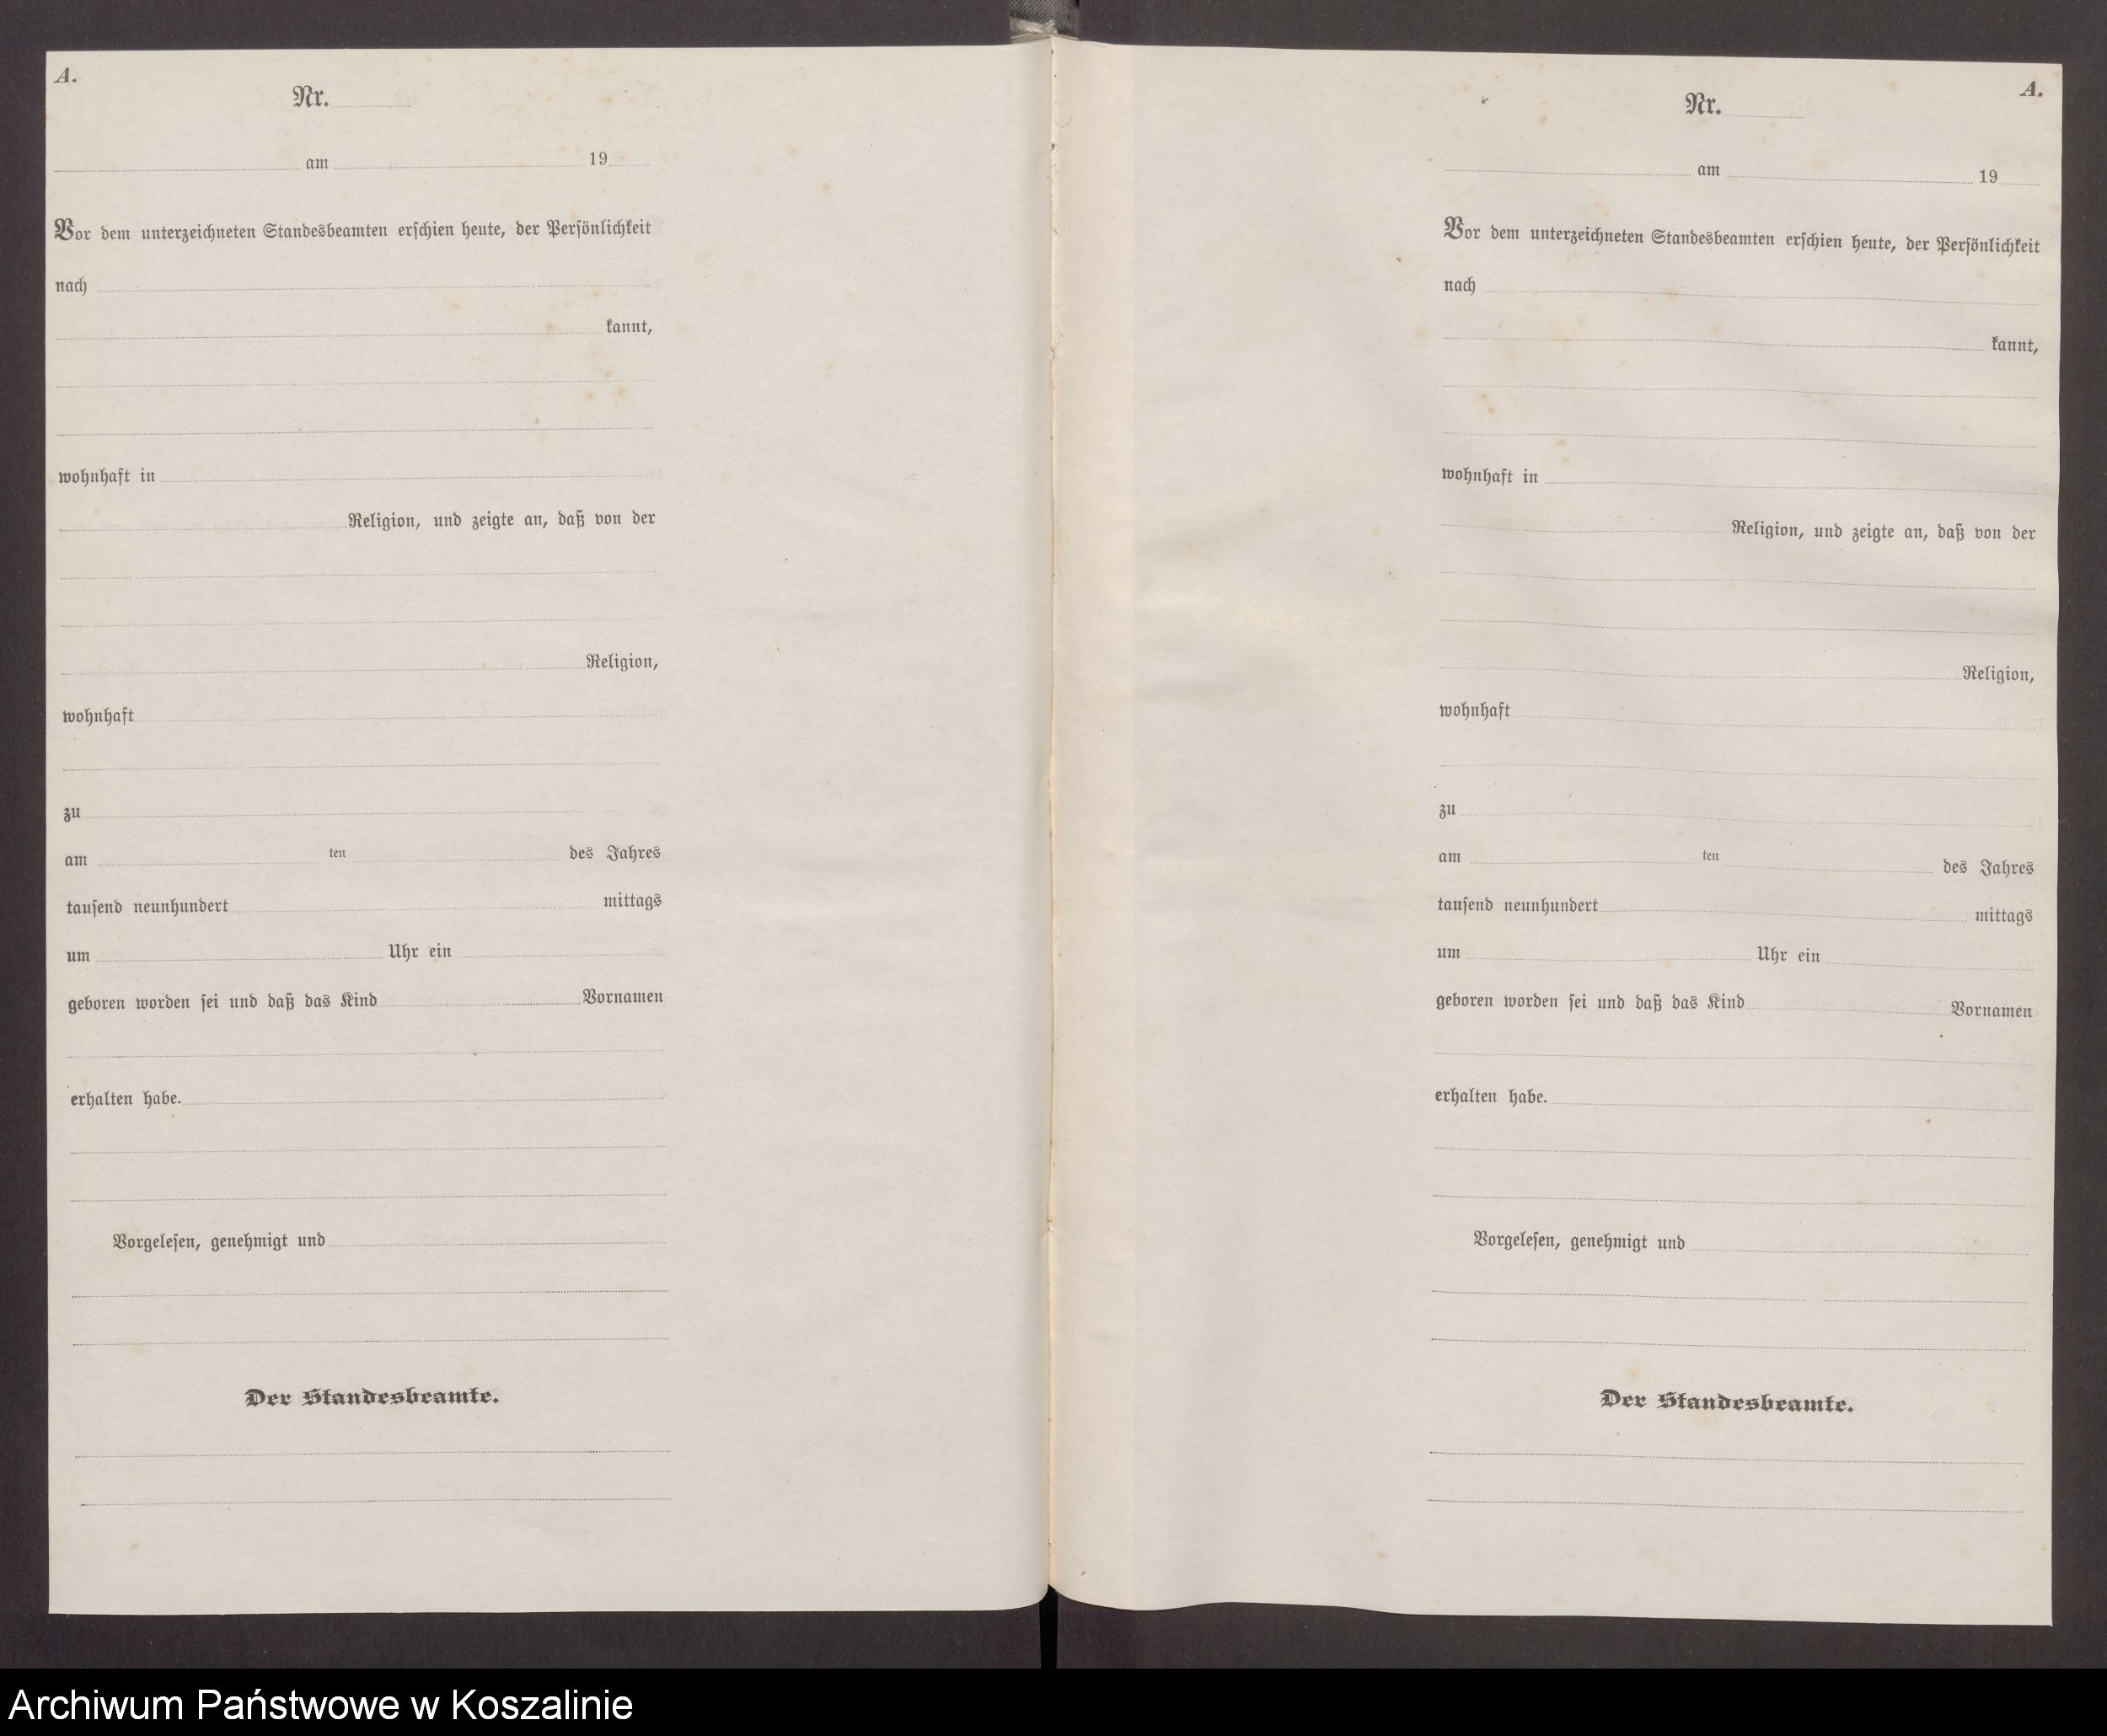 A.
Nr.
am 19
Vor dem unterzeichneten Standesbeamten erschien heute, der Persönlichkeit
nach
kannt,
wohnhaft in
Religion, und zeigte an, daß von der
Religion,
wohnhaft
zu
am ten des Jahres
tausend neunhundert mittags
um Uhr ein
geboren worden sei und daß das Kind Vornamen
erhalten habe.
Vorgelesen, genehmigt und
Der Standesbeamte.
A.
Nr.
am 19
Vor dem unterzeichneten Standesbeamten erschien heute, der Persönlichkeit
nach
kannt,
wohnhaft in
Religion, und zeigte an, daß von der
Religion,
wohnhaft
zu
am ten des Jahres
tausend neunhundert mittags
um Uhr ein
geboren worden sei und daß das Kind Vornamen
erhalten habe.
Vorgelesen, genehmigt und
Der Standesbeamte.
Archiwum Państwowe w Koszalinie